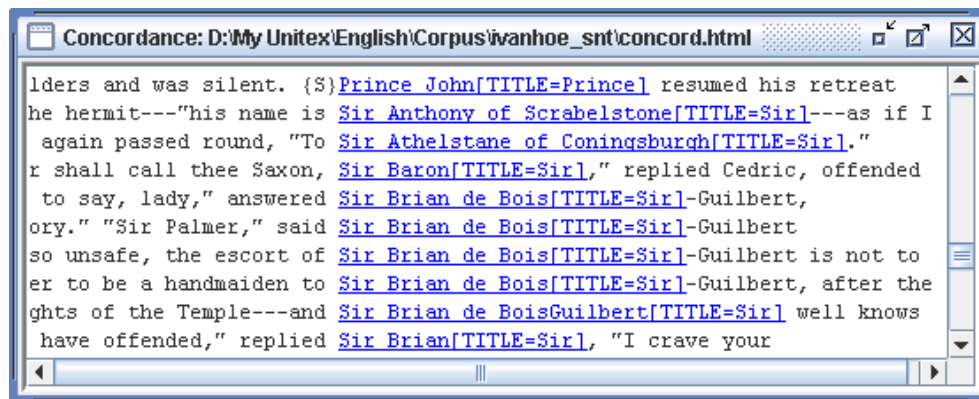 Concordance: D:\My Unitex\English\Corpus\ivanhoe_snt\concord.html
lders and was silent. {S}Prince John[TITLE=Prince] resumed his retreat
he hermit---"his name is Sir Anthony of Scrabelstone[TITLE=Sir]---as if I
again passed round, "To Sir Athelstane of Coningsburgh[TITLE=Sir]."
r shall call thee Saxon, Sir Baron[TITLE=Sir]," replied Cedric, offended
to say, lady," answered Sir Brian de Bois[TITLE=Sir]-Guilbert,
ory." "Sir Palmer," said Sir Brian de Bois[TITLE=Sir]-Guilbert
so unsafe, the escort of Sir Brian de Bois[TITLE=Sir]-Guilbert is not to
er to be a handmaiden to Sir Brian de Bois[TITLE=Sir]-Guilbert, after the
ghts of the Temple---and Sir Brian de BoisGuilbert[TITLE=Sir] well knows
have offended," replied Sir Brian[TITLE=Sir], "I crave your